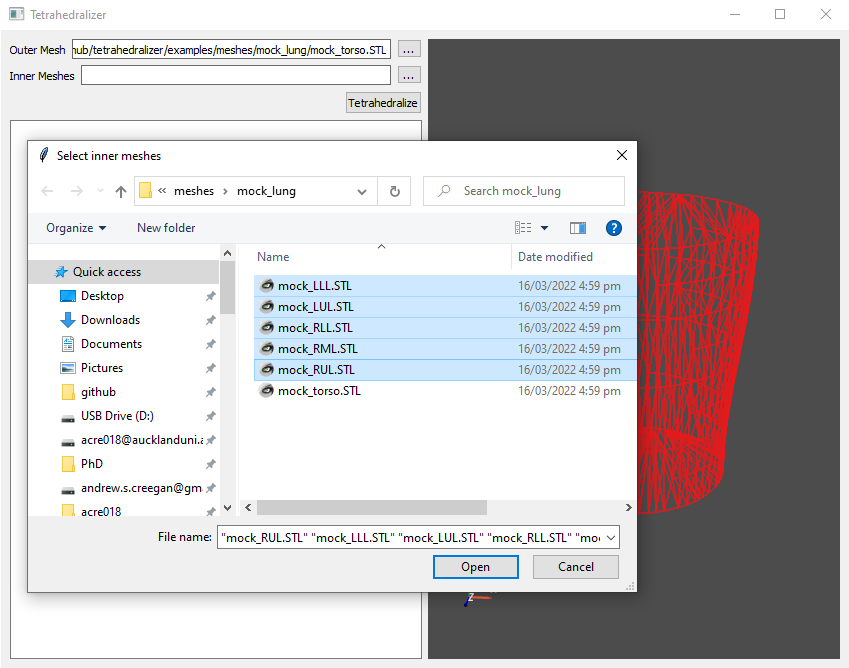 Tetrahedralizer
Outer Mesh nub/tetrahedralizer/examples/meshes/mock_lung/mock_torso.STL ...
Inner Meshes ...
Tetrahedralize
Select inner meshes
« meshes › mock_lung
Search mock_lung
Organize New folder
?
Name Date modified
Quick access
Desktop
Downloads
Documents
Pictures
github
USB Drive (D:)
acre018@aucklanduni.a
PhD
andrew.s.creegan@gm
acre018
mock_LLL.STL 16/03/2022 4:59 pm
mock_LUL.STL 16/03/2022 4:59 pm
mock_RLL.STL 16/03/2022 4:59 pm
mock_RML.STL 16/03/2022 4:59 pm
mock_RUL.STL 16/03/2022 4:59 pm
mock_torso.STL 16/03/2022 4:59 pm
File name: "mock_RUL.STL" "mock_LLL.STL" "mock_LUL.STL" "mock_RLL.STL" "moc
Open Cancel
Z